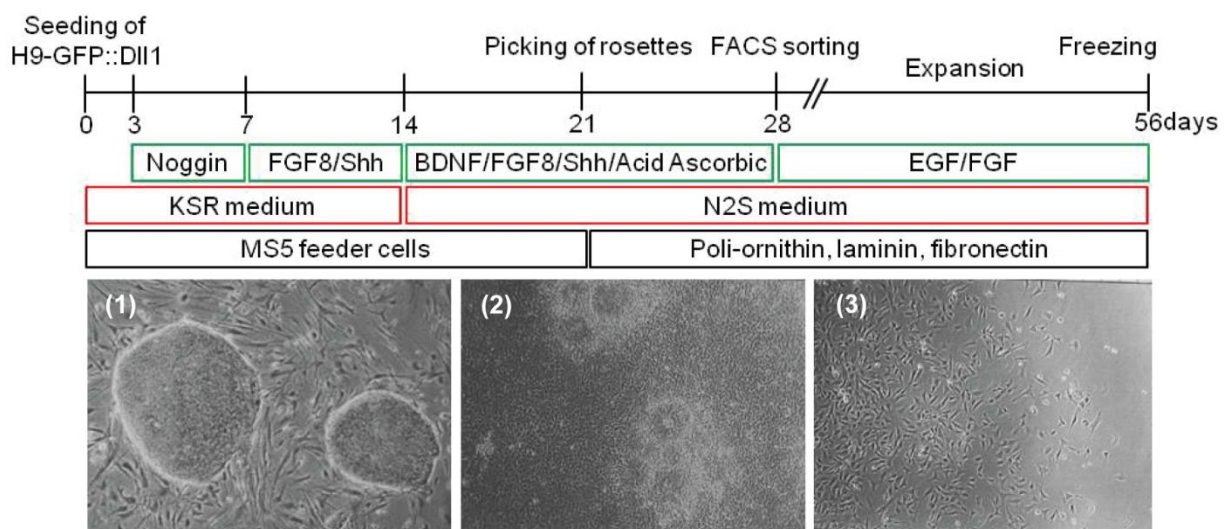 Seeding of
H9-GFP::Dll1
Picking of rosettes
FACS sorting
Expansion
Freezing
0 3 7 14 21 28 56days
Noggin FGF8/Shh BDNF/FGF8/Shh/Acid Ascorbic EGF/FGF
KSR medium N2S medium
MS5 feeder cells Poli-ornithin, laminin, fibronectin
(1) (2) (3)